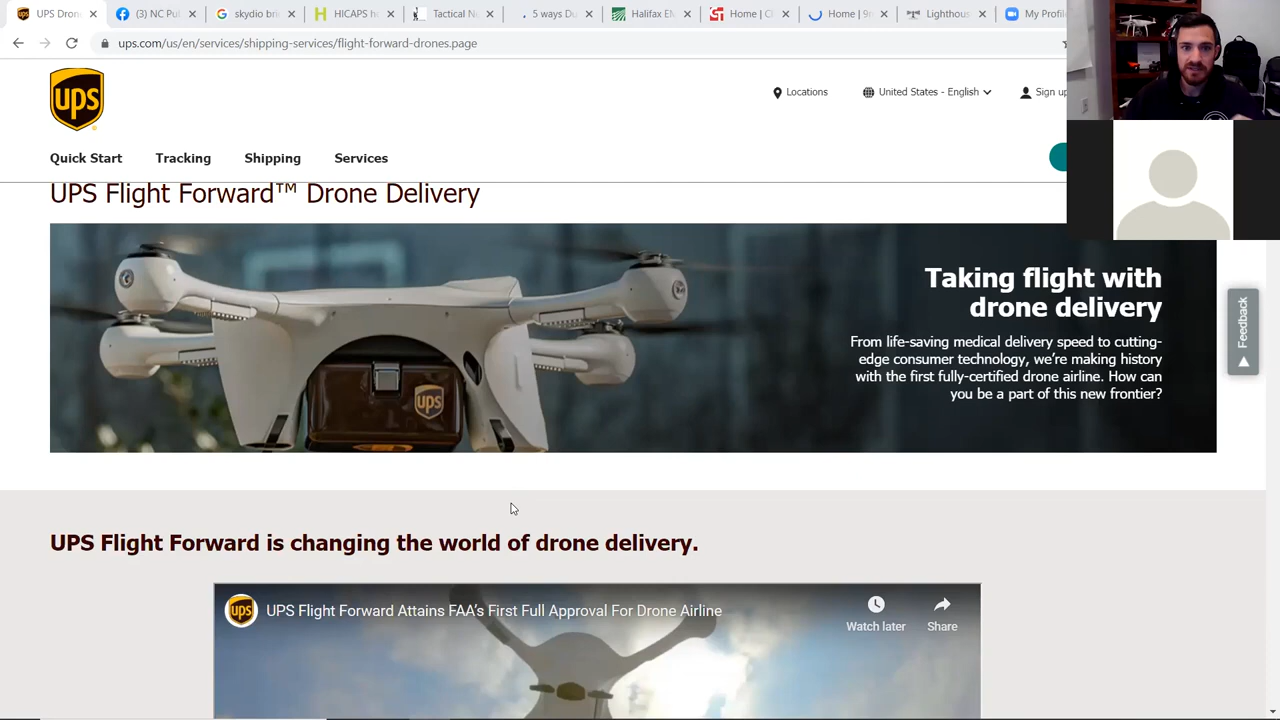 UPS Dron
(3) NC Pul
skydio bri
HICAPS h
Tactical N
5 ways Du
Halifax EM
Home | G
Home | 9
Lighthous
My Profil
ups.com/us/en/services/shipping-services/flight-forward-drones.page
ups
Locations
United States - English
Sign up
Quick Start
Tracking
Shipping
Services
UPS Flight Forward™ Drone Delivery
Taking flight with
drone delivery
From life-saving medical delivery speed to cutting-
edge consumer technology, we're making history
with the first fully-certified drone airline. How can
you be a part of this new frontier?
ups
Feedback
UPS Flight Forward is changing the world of drone delivery.
ups
UPS Flight Forward Attains FAA's First Full Approval For Drone Airline
Watch later
Share